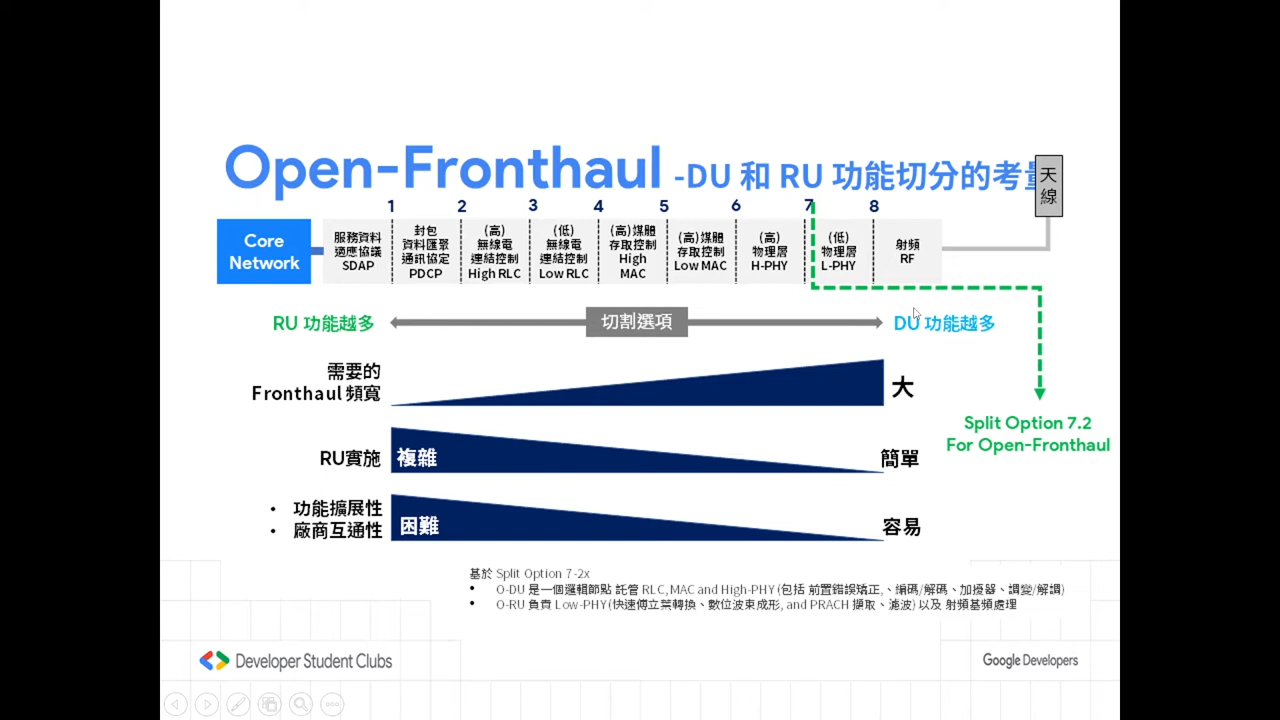 Open-Fronthaul -DU 和 RU 功能切分的考量
天
線
1 2 3 4 5 6 7 8
Core
Network
服務資料
適應協議
SDAP
封包
資料匯聚
通訊協定
PDCP
(高)
無線電
連結控制
High RLC
(低)
無線電
連結控制
Low RLC
(高)媒體
存取控制
High
MAC
(高)媒體
存取控制
Low MAC
(高)
物理層
H-PHY
(低)
物理層
L-PHY
射頻
RF
RU 功能越多
切割選項
DU 功能越多
需要的
Fronthaul 頻寬
大
Split Option 7.2
For Open-Fronthaul
RU實施
複雜
簡單
• 功能擴展性
• 廠商互通性
困難
容易
基於 Split Option 7-2x
• O-DU 是一個邏輯節點 託管 RLC, MAC and High-PHY (包括 前置錯誤矯正,、編碼/解碼、加擾器、調變/解調)
• O-RU 負責 Low-PHY (快速傅立葉轉換、數位波束成形, and PRACH 擷取、濾波) 以及 射頻基頻處理
Developer Student Clubs
Google Developers